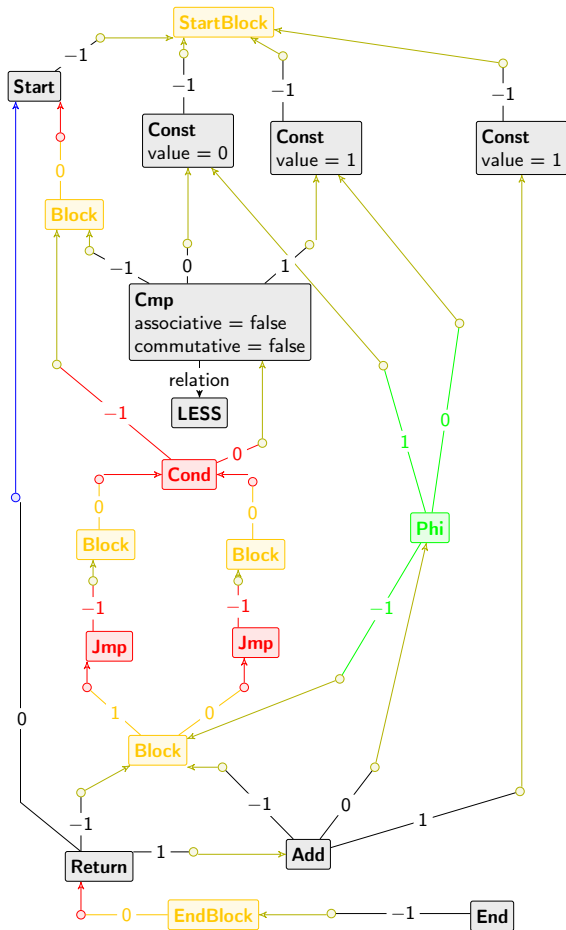 StartBlock
−1
−1
−1
−1
Start
Const
value = 0
Const
value = 1
Const
value = 1
0
Block
−1
0
1
Cmp
associative = false
commutative = false
relation
LESS
−1
0
1
0
Cond
0
0
Block
Block
Phi
−1
−1
−1
Jmp
Jmp
1
0
0
Block
−1
−1
0
1
1
Return
Add
0
EndBlock
−1
End